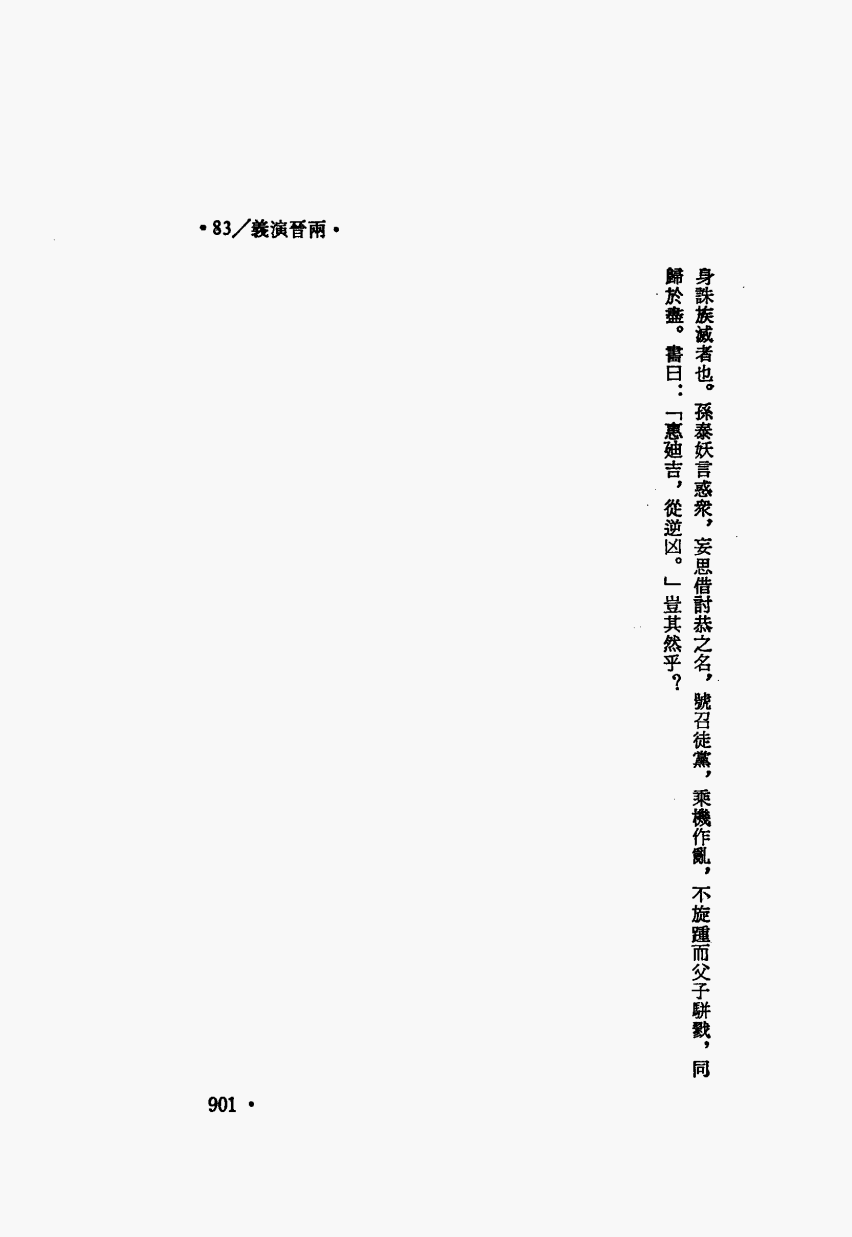 •83／義演晉兩•
身誅族滅者也。孫泰妖言惑衆，妄思借討恭之名，號召徒黨，乘機作亂，不旋踵而父子駢戮，同
歸於盡。書曰：「惠迪吉，從逆凶。」豈其然乎？
901 •